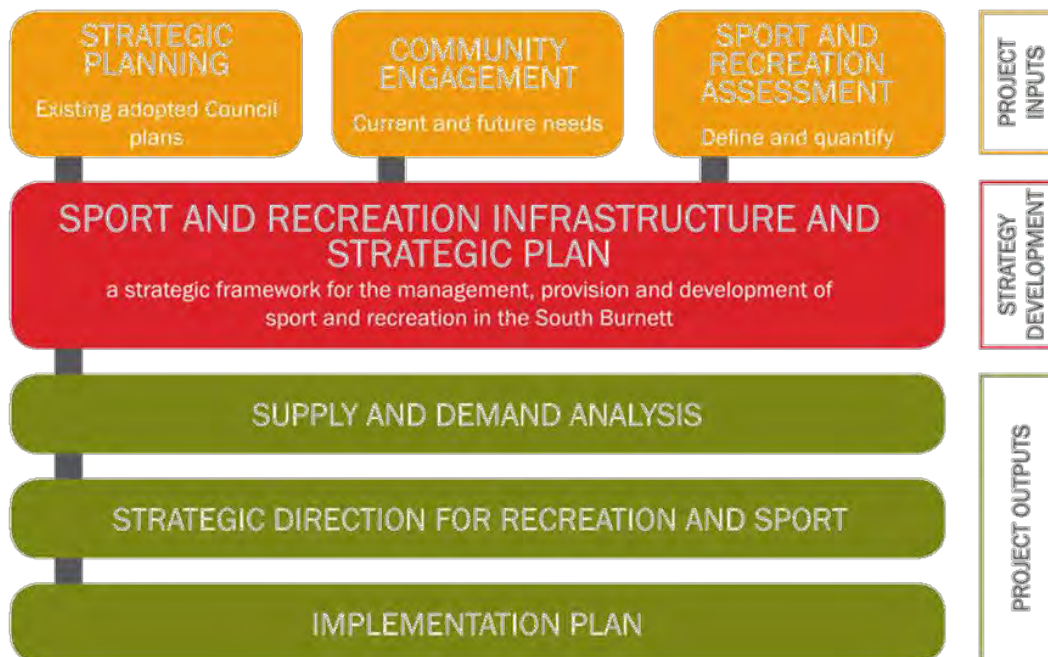 STRATEGIC
PLANNING
Existing adopted Council
plans
COMMUNITY
ENGAGEMENT
Current and future needs
SPORT AND
RECREATION
ASSESSMENT
Define and quantify
PROJECT
INPUTS
SPORT AND RECREATION INFRASTRUCTURE AND
STRATEGIC PLAN
a strategic framework for the management, provision and development of
sport and recreation in the South Burnett
STRATEGY
DEVELOPMENT
SUPPLY AND DEMAND ANALYSIS
STRATEGIC DIRECTION FOR RECREATION AND SPORT
IMPLEMENTATION PLAN
PROJECT OUTPUTS